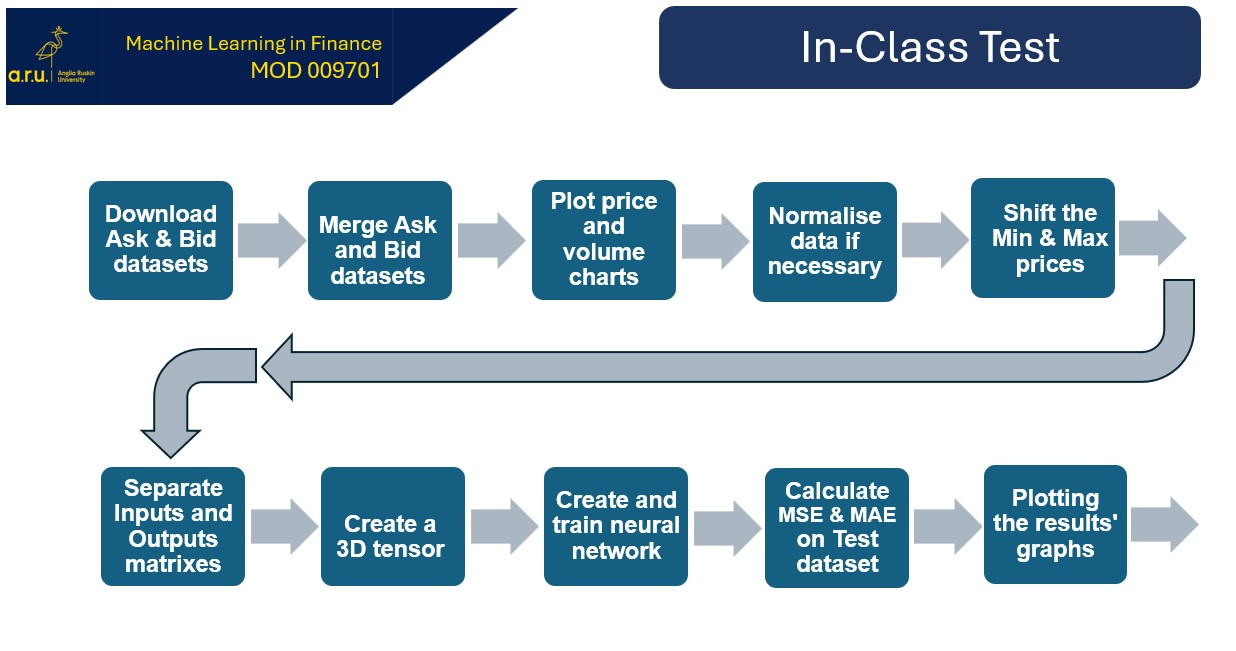 a.r.u.
Anglia Ruskin
University
Machine Learning in Finance
MOD 009701
In-Class Test
Download
Ask & Bid
datasets
Merge Ask
and Bid
datasets
Plot price
and
volume
charts
Normalise
data if
necessary
Shift the
Min & Max
prices
Separate
Inputs and
Outputs
matrixes
Create a
3D tensor
Create and
train neural
network
Calculate
MSE & MAE
on Test
dataset
Plotting
the results'
graphs